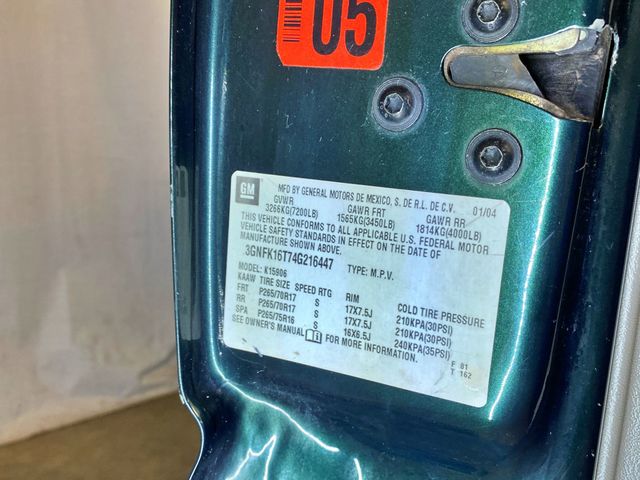 05
GM
MFD BY GENERAL MOTORS DE MEXICO, S. DE R.L. DE C.V. 01/04
GVWR GAWR FRT GAWR RR
3266KG(7200LB) 1565KG(3450LB) 1814KG(4000LB)
THIS VEHICLE CONFORMS TO ALL APPLICABLE U.S. FEDERAL MOTOR
VEHICLE SAFETY STANDARDS IN EFFECT ON THE DATE OF
MANUFACTURE SHOWN ABOVE.
3GNFK16T74G216447 TYPE: M.P.V.
MODEL: K15906
KAAW TIRE SIZE SPEED RTG RIM COLD TIRE PRESSURE
FRT P265/70R17 S 17X7.5J 210KPA(30PSI)
RR P265/70R17 S 17X7.5J 210KPA(30PSI)
SPA P265/75R16 S 16X6.5J 240KPA(35PSI)
SEE OWNER'S MANUAL FOR MORE INFORMATION.
F 01
T 162